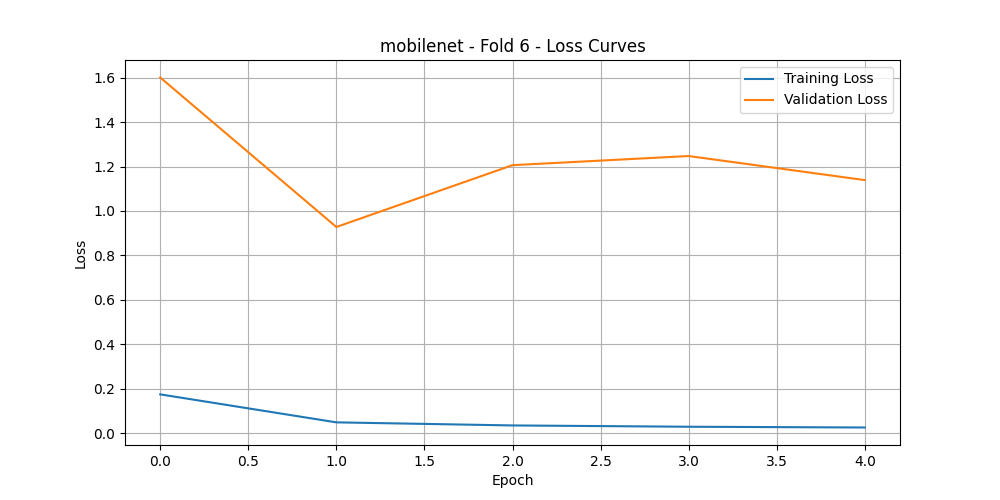 mobilenet - Fold 6 - Loss Curves
Training Loss
Validation Loss
1.6
1.4
1.2
1.0
0.8
0.6
0.4
0.2
0.0
Loss
0.0 0.5 1.0 1.5 2.0 2.5 3.0 3.5 4.0
Epoch